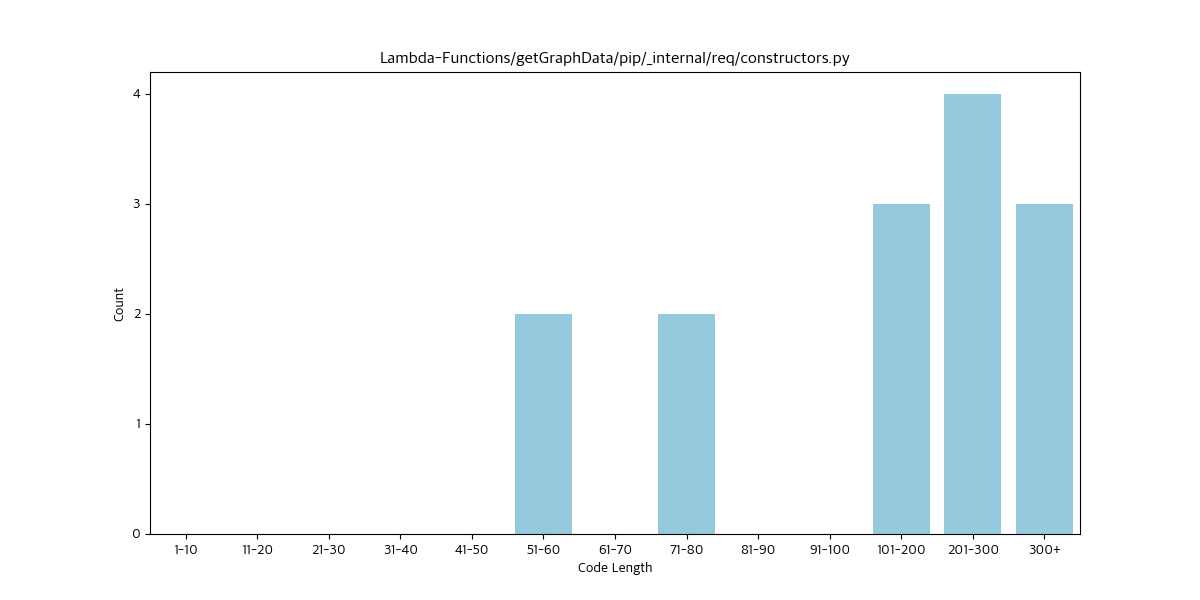 Lambda-Functions/getGraphData/pip/_internal/req/constructors.py
4
3
2
1
0
Count
1-10 11-20 21-30 31-40 41-50 51-60 61-70 71-80 81-90 91-100 101-200 201-300 300+
Code Length